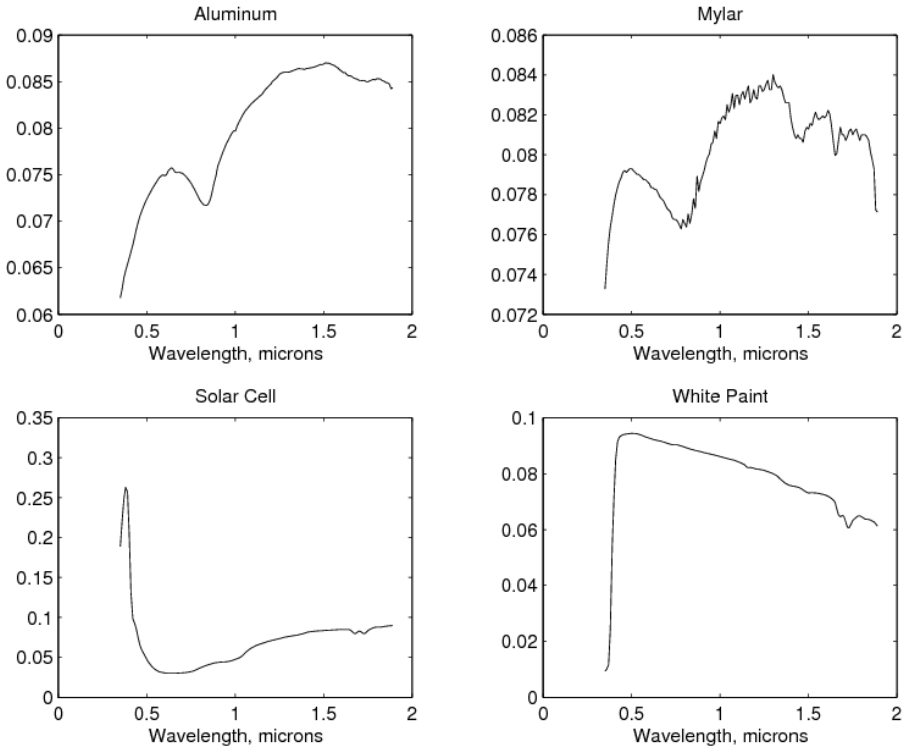 Aluminum
0.09
0.085
0.08
0.075
0.07
0.065
0.06
0 0.5 1 1.5 2
Wavelength, microns
Mylar
0.086
0.084
0.082
0.08
0.078
0.076
0.074
0.072
0 0.5 1 1.5 2
Wavelength, microns
Solar Cell
0.35
0.3
0.25
0.2
0.15
0.1
0.05
0
0 0.5 1 1.5 2
Wavelength, microns
White Paint
0.1
0.08
0.06
0.04
0.02
0
0 0.5 1 1.5 2
Wavelength, microns